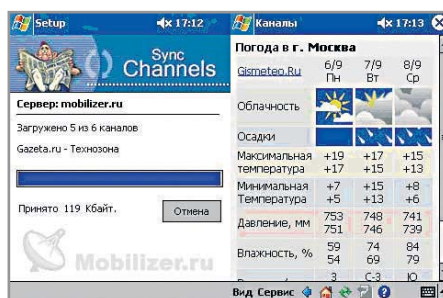 Setup 17:12
Sync
Channels
Сервер: mobilizer.ru
Загружено 5 из 6 каналов
Gazeta.ru - Технозона
Принято 119 Кбайт.
Отмена
Mobilizer.ru
Каналы 17:13
Погода в г. Москва
Gismeteo.Ru 6/9 7/9 8/9
Пн Вт Ср
Облачность
Осадки
Максимальная +19 +17 +15
температура +17 +15 +13
Минимальная +7 +15 +8
Температура +5 +13 +6
Давление, мм 753 748 741
751 746 739
Влажность, % 59 74 84
54 69 79
З С-З Ю
Вид Сервис